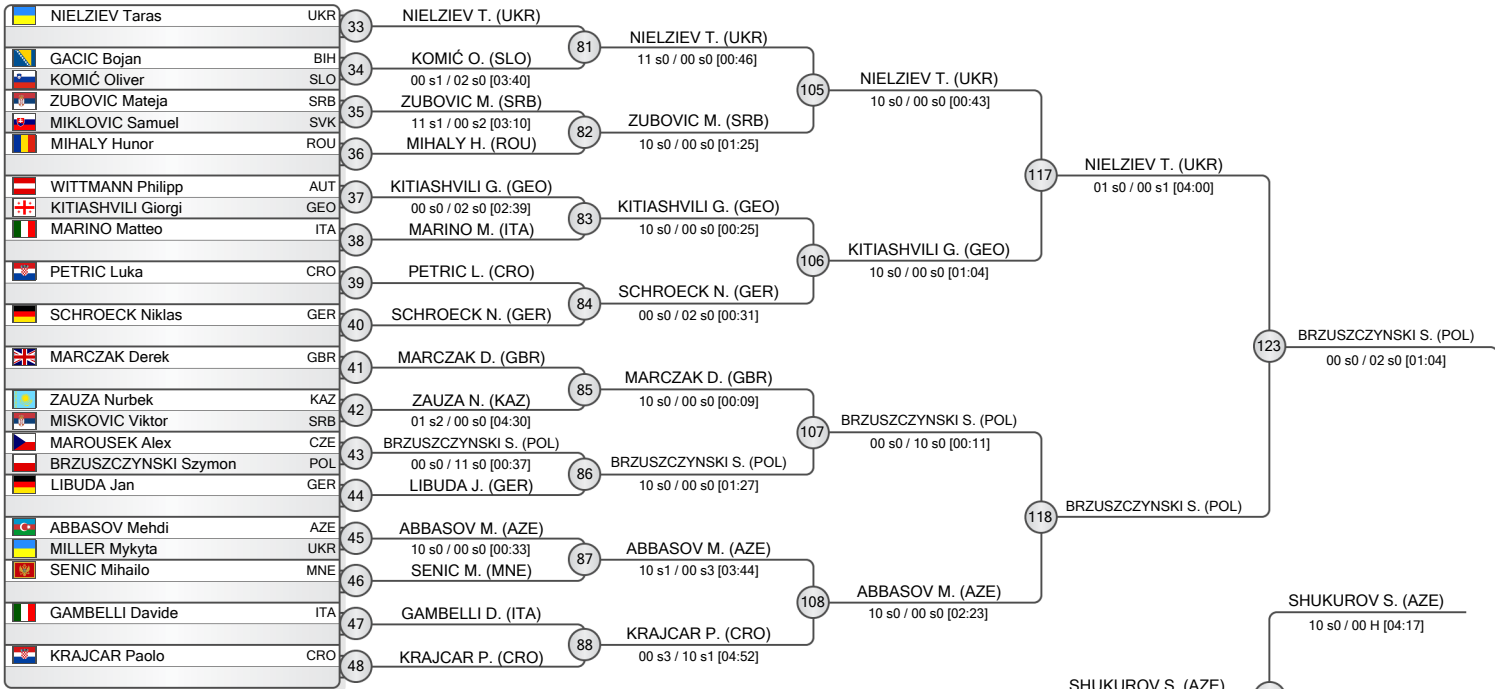 NIELZIEV Taras UKR
GACIC Bojan BIH
KOMIĆ Oliver SLO
ZUBOVIC Mateja SRB
MIKLOVIC Samuel SVK
MIHALY Hunor ROU
WITTMANN Philipp AUT
KITIASHVILI Giorgi GEO
MARINO Matteo ITA
PETRIC Luka CRO
SCHROECK Niklas GER
MARCZAK Derek GBR
ZAUZA Nurbek KAZ
MISKOVIC Viktor SRB
MAROUSEK Alex CZE
BRZUSZCZYNSKI Szymon POL
LIBUDA Jan GER
ABBASOV Mehdi AZE
MILLER Mykyta UKR
SENIC Mihailo MNE
GAMBELLI Davide ITA
KRAJCAR Paolo CRO
33
34
35
36
37
38
39
40
41
42
43
44
45
46
47
48
NIELZIEV T. (UKR)
KOMIĆ O. (SLO)
00 s1 / 02 s0 [03:40]
ZUBOVIC M. (SRB)
11 s1 / 00 s2 [03:10]
MIHALY H. (ROU)
KITIASHVILI G. (GEO)
00 s0 / 02 s0 [02:39]
MARINO M. (ITA)
PETRIC L. (CRO)
SCHROECK N. (GER)
MARCZAK D. (GBR)
ZAUZA N. (KAZ)
01 s2 / 00 s0 [04:30]
BRZUSZCZYNSKI S. (POL)
00 s0 / 11 s0 [00:37]
LIBUDA J. (GER)
ABBASOV M. (AZE)
10 s0 / 00 s0 [00:33]
SENIC M. (MNE)
GAMBELLI D. (ITA)
KRAJCAR P. (CRO)
81
82
83
84
85
86
87
88
NIELZIEV T. (UKR)
11 s0 / 00 s0 [00:46]
ZUBOVIC M. (SRB)
10 s0 / 00 s0 [01:25]
KITIASHVILI G. (GEO)
10 s0 / 00 s0 [00:25]
SCHROECK N. (GER)
00 s0 / 02 s0 [00:31]
MARCZAK D. (GBR)
10 s0 / 00 s0 [00:09]
BRZUSZCZYNSKI S. (POL)
10 s0 / 00 s0 [01:27]
ABBASOV M. (AZE)
10 s1 / 00 s3 [03:44]
KRAJCAR P. (CRO)
00 s3 / 10 s1 [04:52]
105
106
107
108
NIELZIEV T. (UKR)
10 s0 / 00 s0 [00:43]
KITIASHVILI G. (GEO)
10 s0 / 00 s0 [01:04]
BRZUSZCZYNSKI S. (POL)
00 s0 / 10 s0 [00:11]
ABBASOV M. (AZE)
10 s0 / 00 s0 [02:23]
117
118
NIELZIEV T. (UKR)
01 s0 / 00 s1 [04:00]
BRZUSZCZYNSKI S. (POL)
123
BRZUSZCZYNSKI S. (POL)
00 s0 / 02 s0 [01:04]
SHUKUROV S. (AZE)
10 s0 / 00 H [04:17]
SHUKUROV S. (AZE)